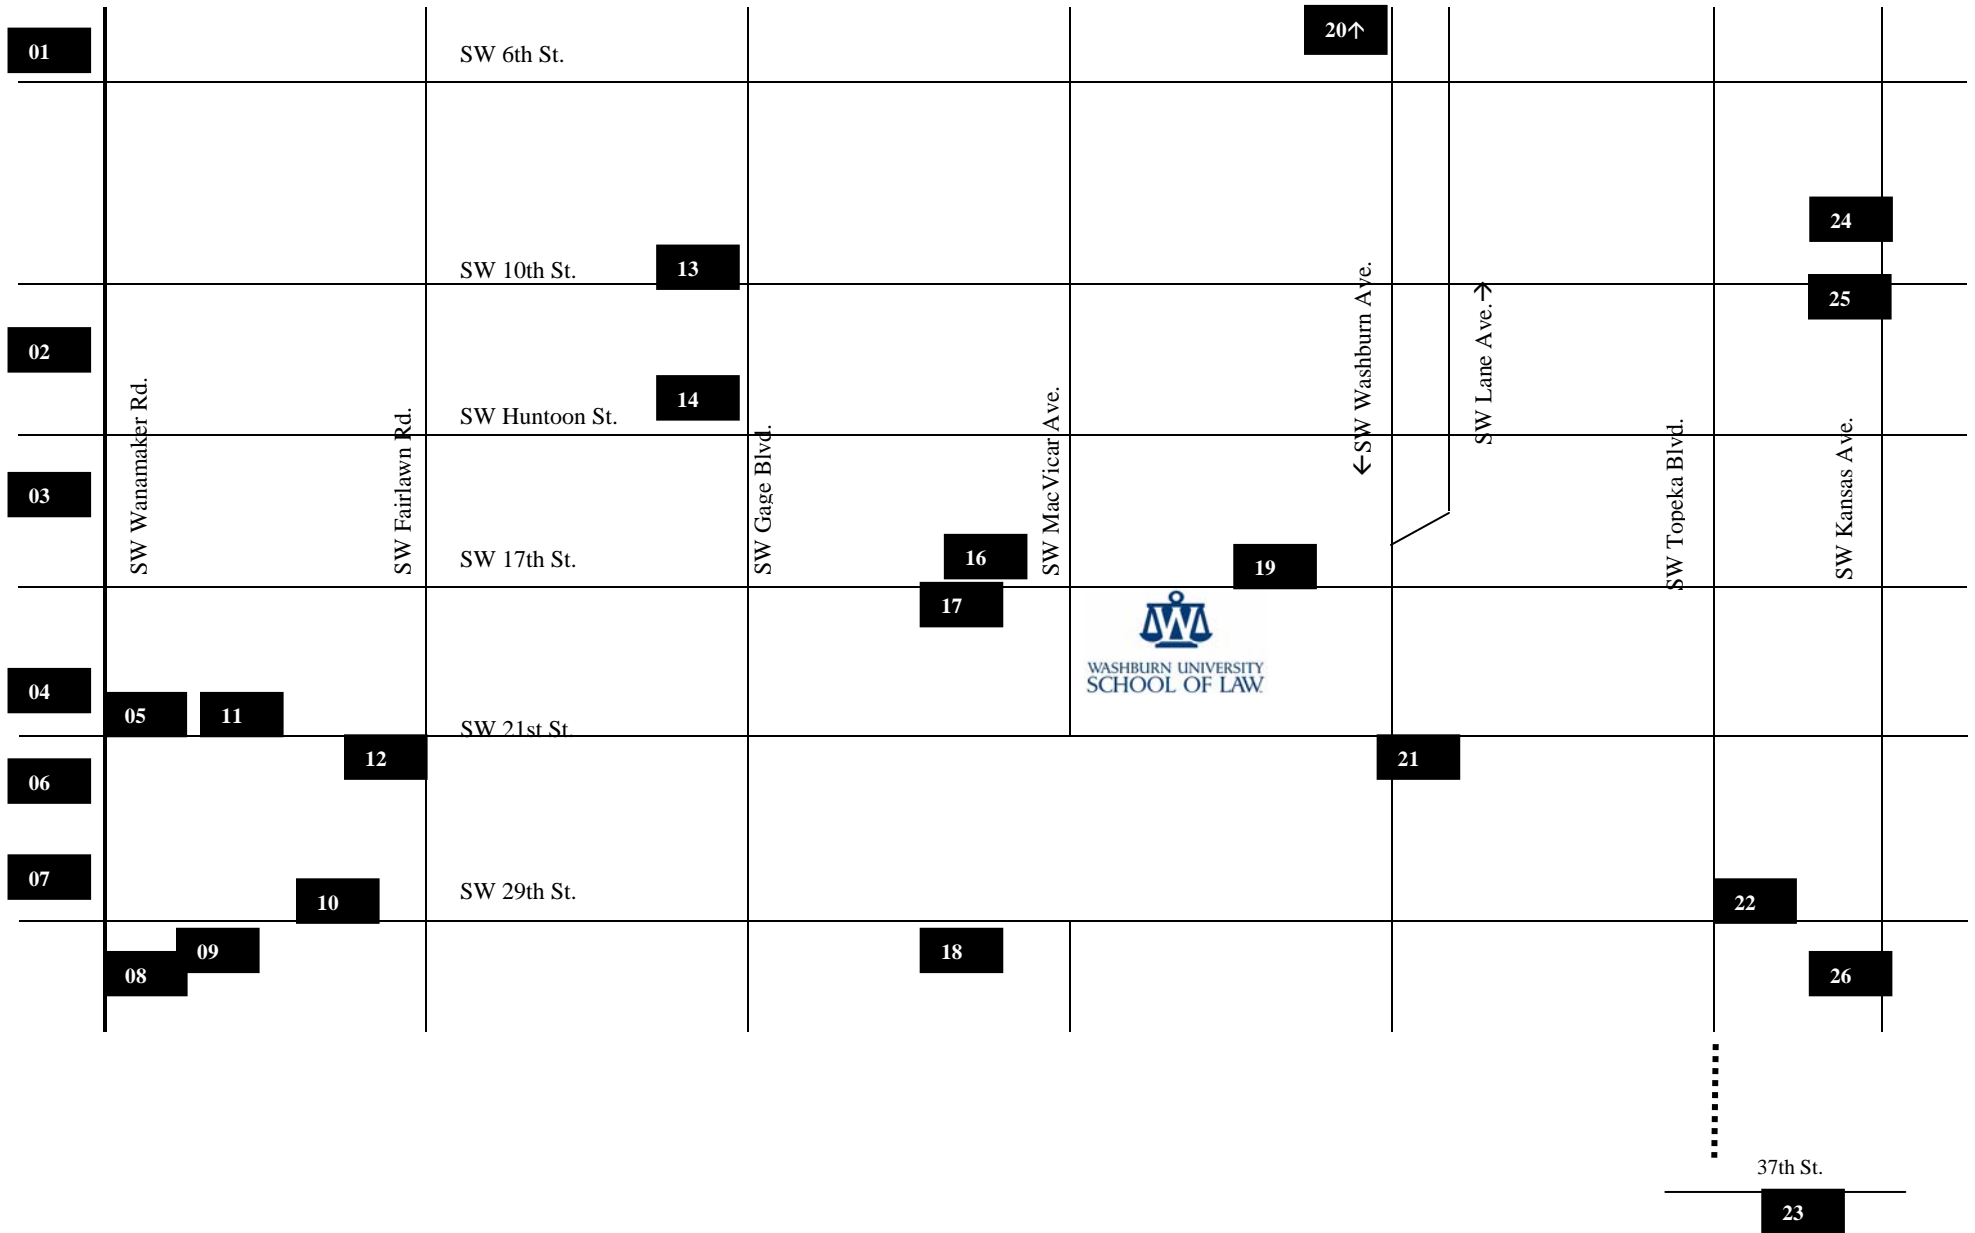 01
SW 6th St.
20↑
24
SW 10th St.
13
25
02
14
SW Huntoon St.
SW Wanamaker Rd.
SW Fairlawn Rd.
SW Gage Blvd.
SW MacVicar Ave.
←SW Washburn Ave.
SW Lane Ave.→
SW Topeka Blvd.
SW Kansas Ave.
03
SW 17th St.
16
19
17
W
WASHBURN UNIVERSITY
SCHOOL OF LAW
04
05
11
SW 21st St.
12
21
06
07
10
SW 29th St.
22
09
18
08
26
37th St.
23